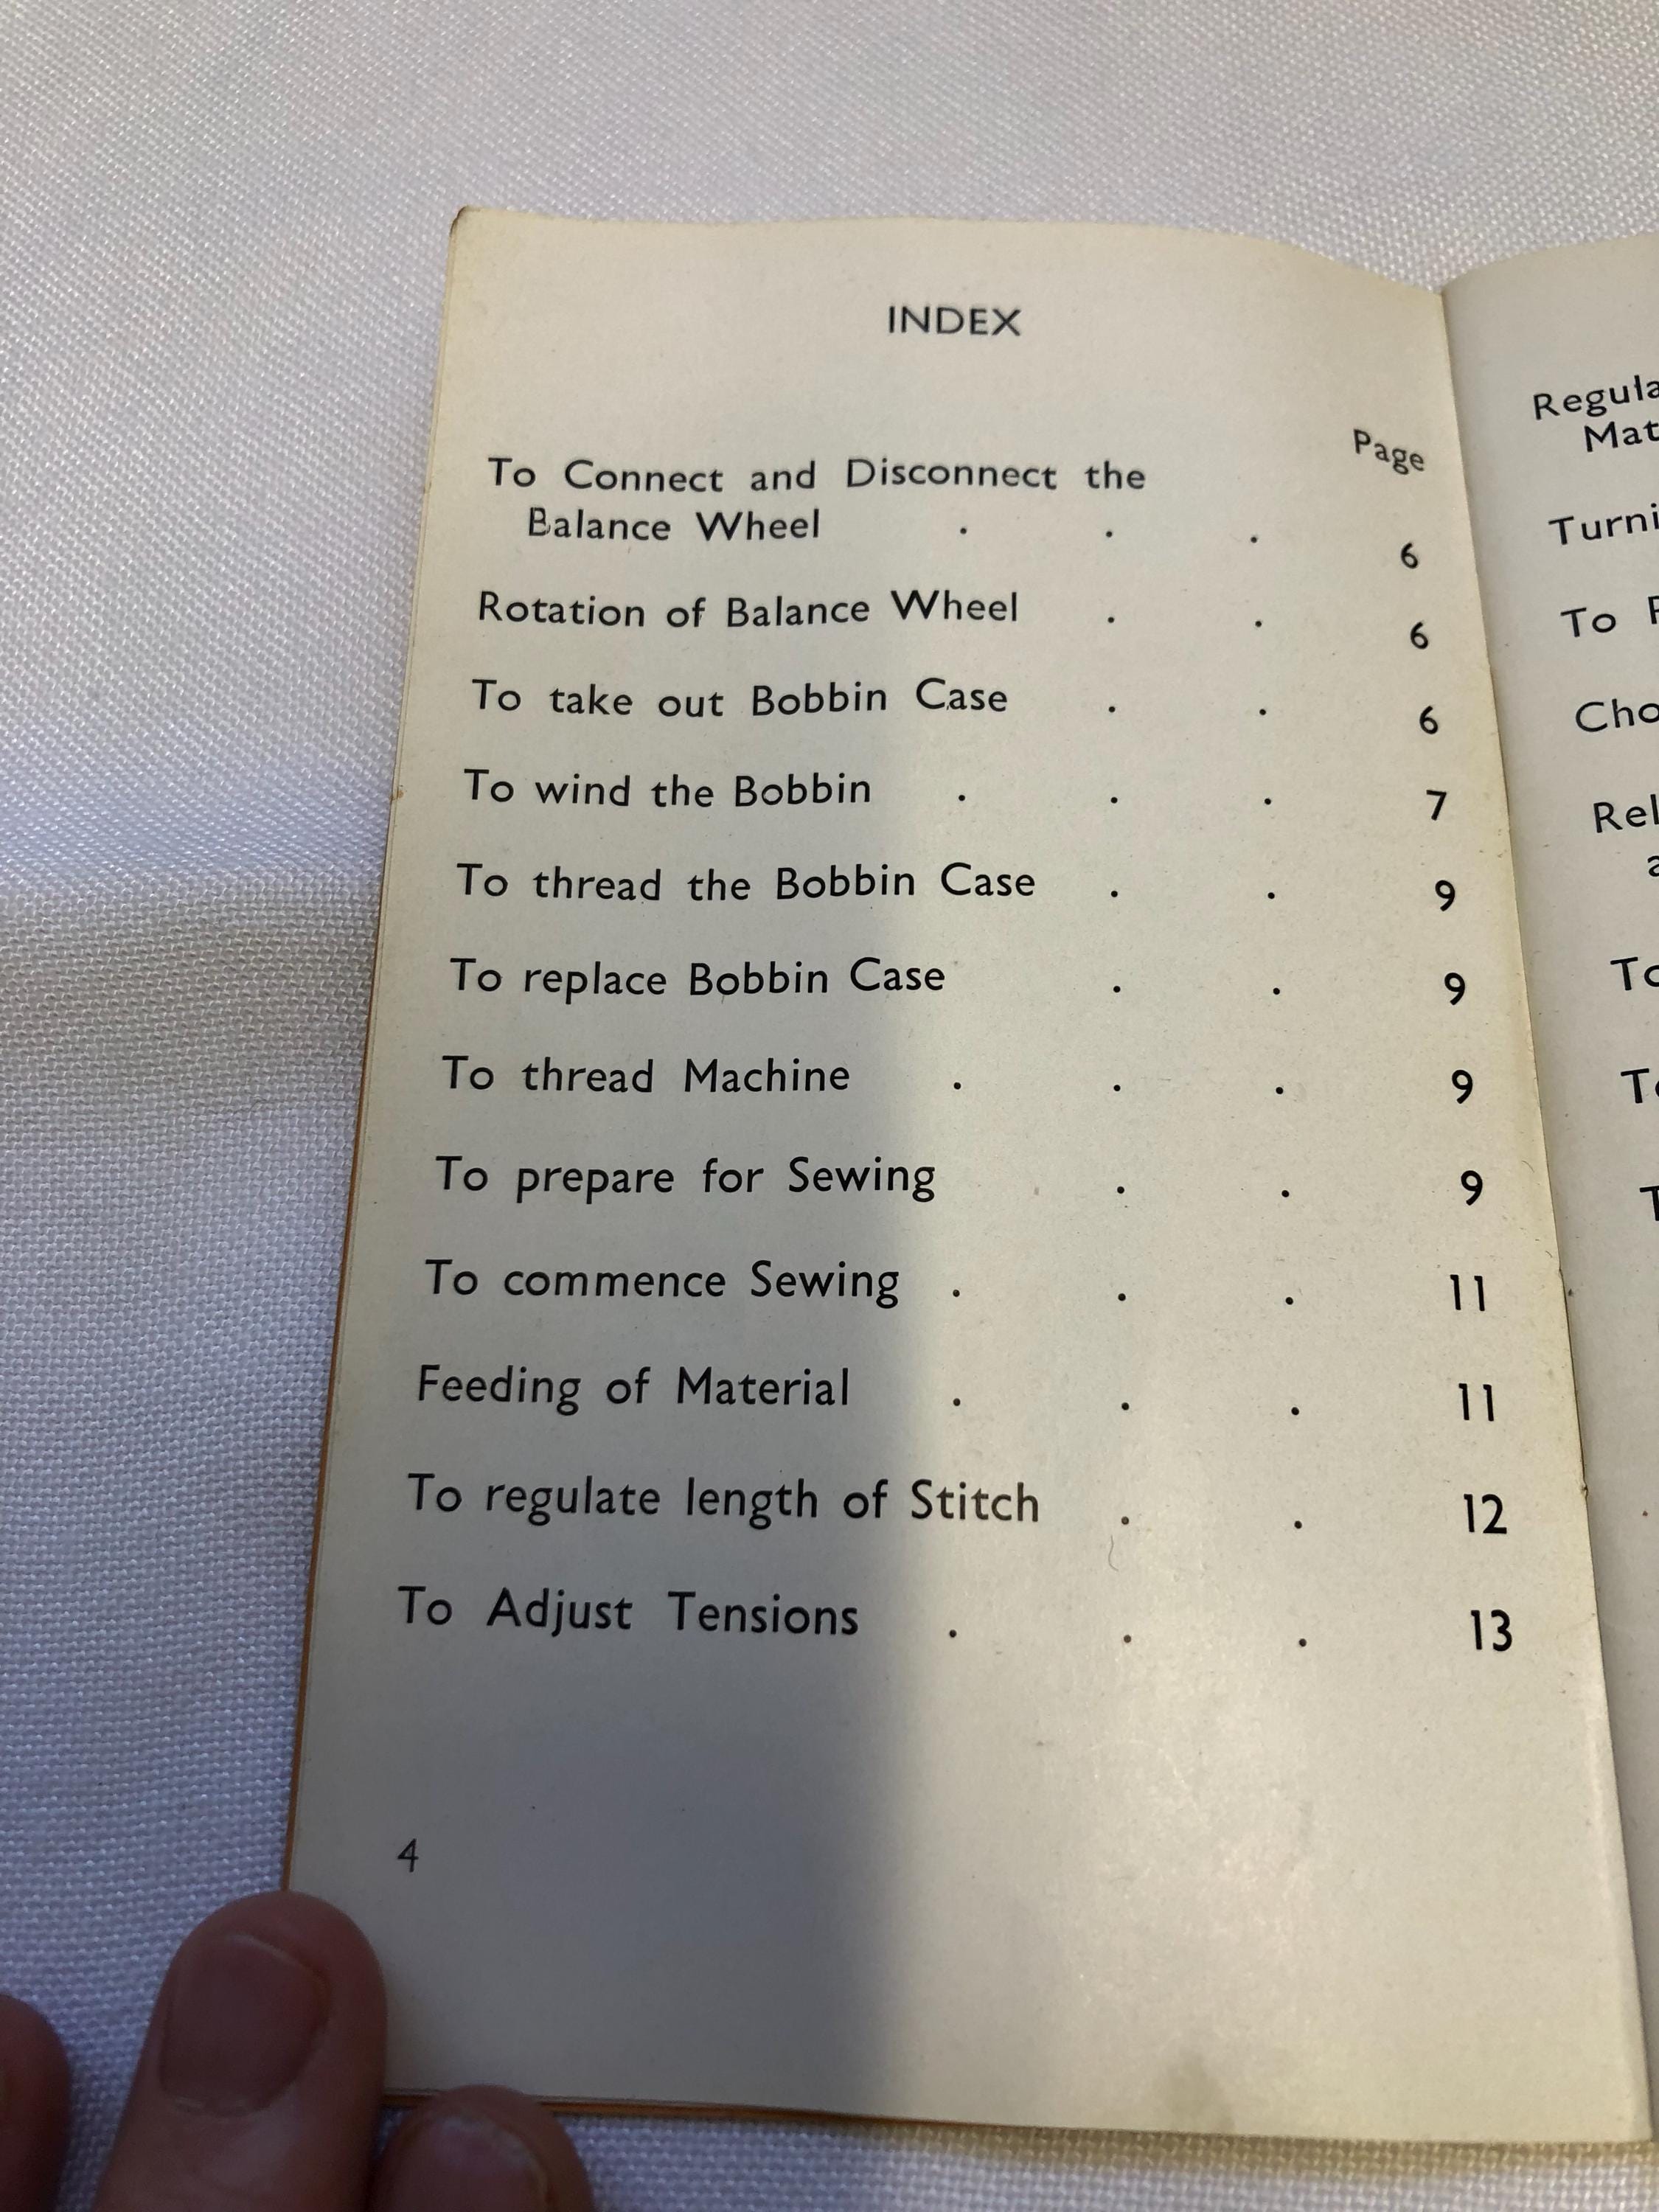 INDEX
Page
To Connect and Disconnect the
Balance Wheel . . . 6
Rotation of Balance Wheel . . 6
To take out Bobbin Case . . 6
To wind the Bobbin . . . 7
To thread the Bobbin Case . . 9
To replace Bobbin Case . . 9
To thread Machine . . . 9
To prepare for Sewing . . 9
To commence Sewing . . . 11
Feeding of Material . . . 11
To regulate length of Stitch . . 12
To Adjust Tensions . . . 13
4
To